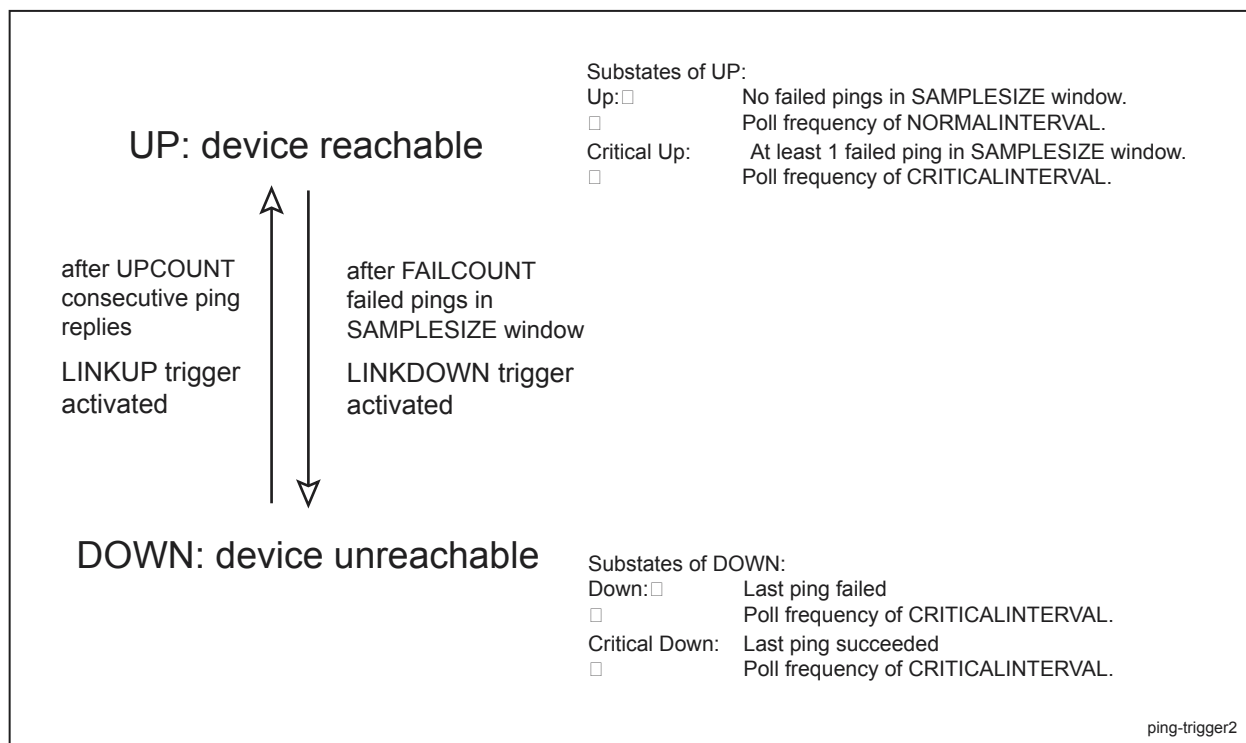 Substates of UP:
Up: No failed pings in SAMPLESIZE window.
Poll frequency of NORMALINTERVAL.
Critical Up: At least 1 failed ping in SAMPLESIZE window.
Poll frequency of CRITICALINTERVAL.
UP: device reachable
after UPCOUNT
consecutive ping
replies
LINKUP trigger
activated
after FAILCOUNT
failed pings in
SAMPLESIZE window
LINKDOWN trigger
activated
DOWN: device unreachable
Substates of DOWN:
Down: Last ping failed
Poll frequency of CRITICALINTERVAL.
Critical Down: Last ping succeeded
Poll frequency of CRITICALINTERVAL.
ping-trigger2